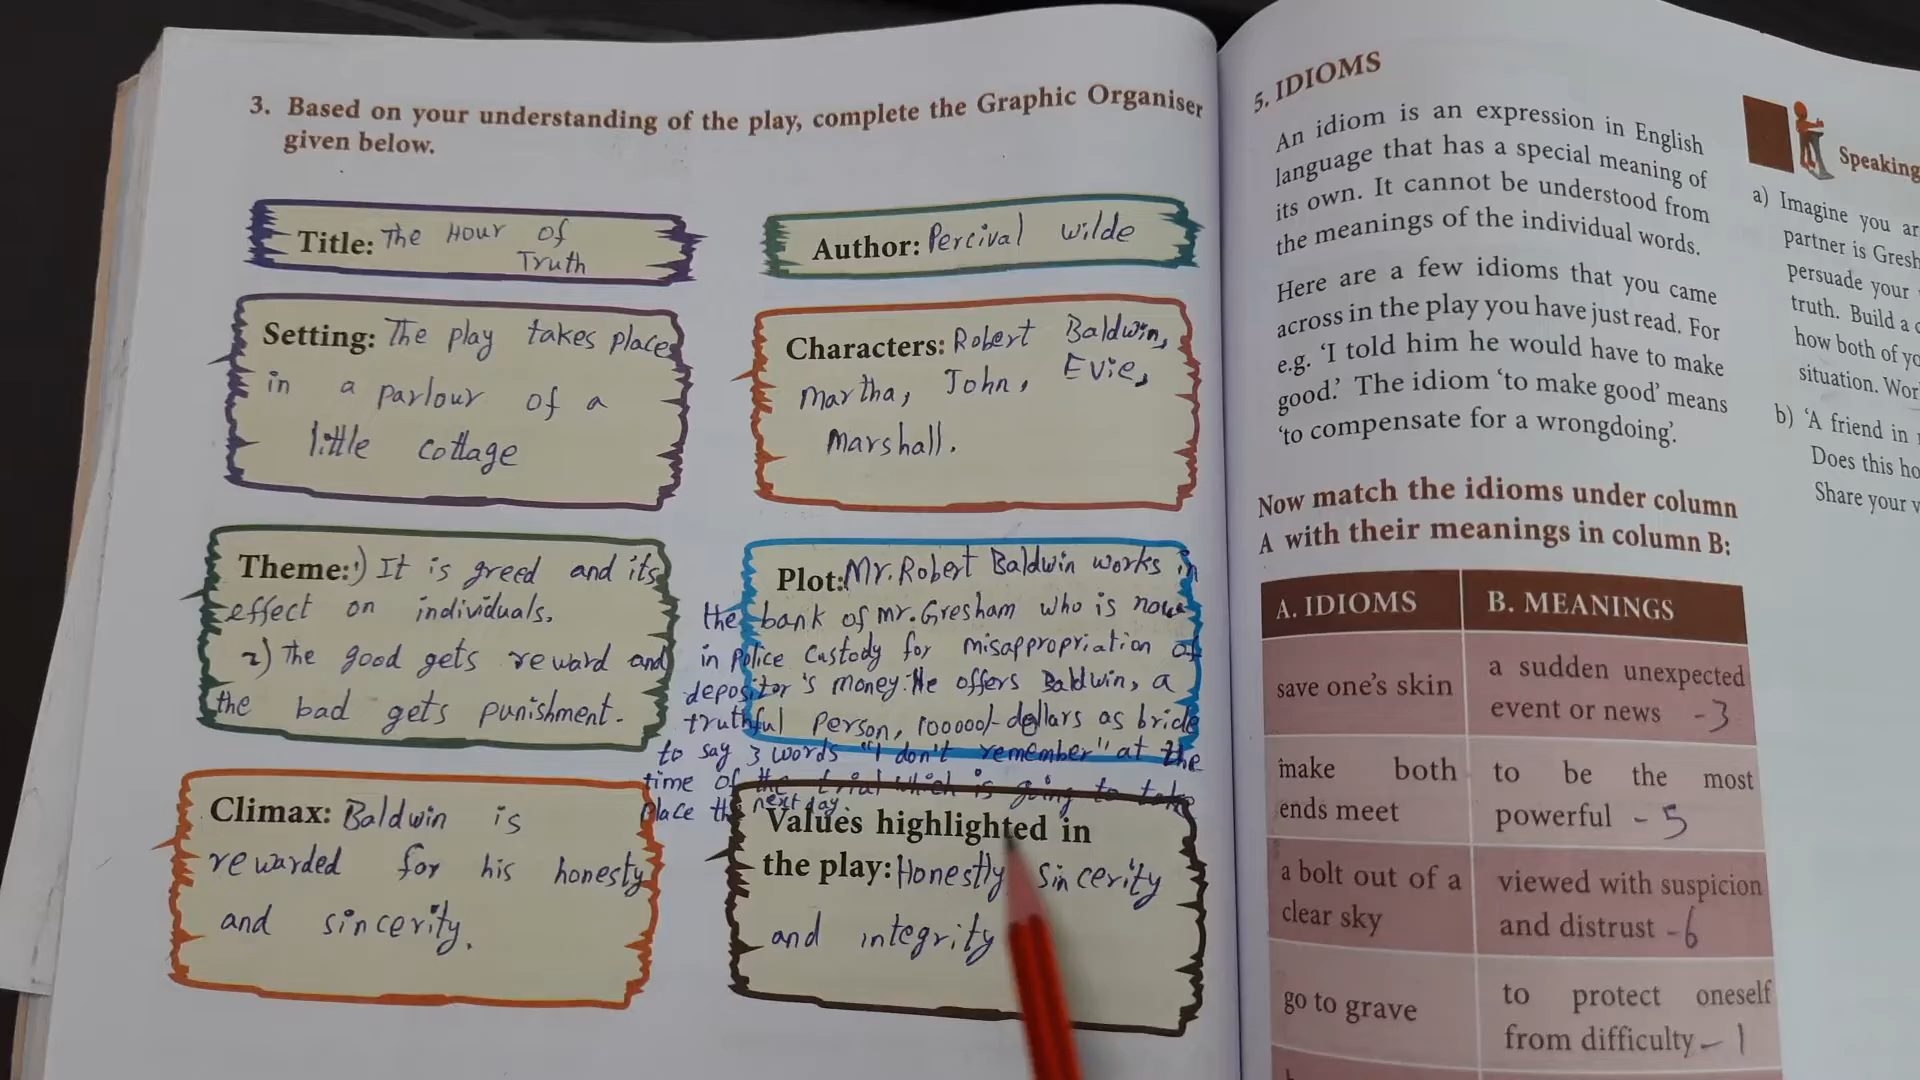 3. Based on your understanding of the play, complete the Graphic Organiser
given below.
Title: The Hour of
Truth
Author: Percival Wilde
Setting: The play takes place
in a parlour of a
little cottage
Characters: Robert Baldwin,
Martha, John, Evie,
Marshall.
Theme: 1) It is greed and its
effect on individuals.
2) The good gets reward and
the bad gets punishment.
Plot: Mr. Robert Baldwin works in
the bank of Mr. Gresham who is now
in Police Custody for misappropriation of
depositor's money. He offers Baldwin, a
truthful person, 100000/- dollars as bride
to say 3 words "I don't remember" at the
time of the trial which is going to take
place the next day.
Climax: Baldwin is
rewarded for his honesty
and sincerity.
Values highlighted in
the play: Honestly sincerity
and integrity
5. IDIOMS
An idiom is an expression in English
language that has a special meaning of
its own. It cannot be understood from
the meanings of the individual words.
Here are a few idioms that you came
across in the play you have just read. For
e.g. ‘I told him he would have to make
good.’ The idiom ‘to make good’ means
‘to compensate for a wrongdoing’.
Now match the idioms under column
A with their meanings in column B:
A. IDIOMS B. MEANINGS
save one's skin
a sudden unexpected
event or news - 3
make both
ends meet
to be the most
powerful - 5
a bolt out of a
clear sky
viewed with suspicion
and distrust - 6
go to grave
to protect oneself
from difficulty - 1
Speaking
a) Imagine you ar
partner is Gresh
persuade your
truth. Build a
how both of yo
situation. Wor
b) ‘A friend in
Does this ho
Share your v